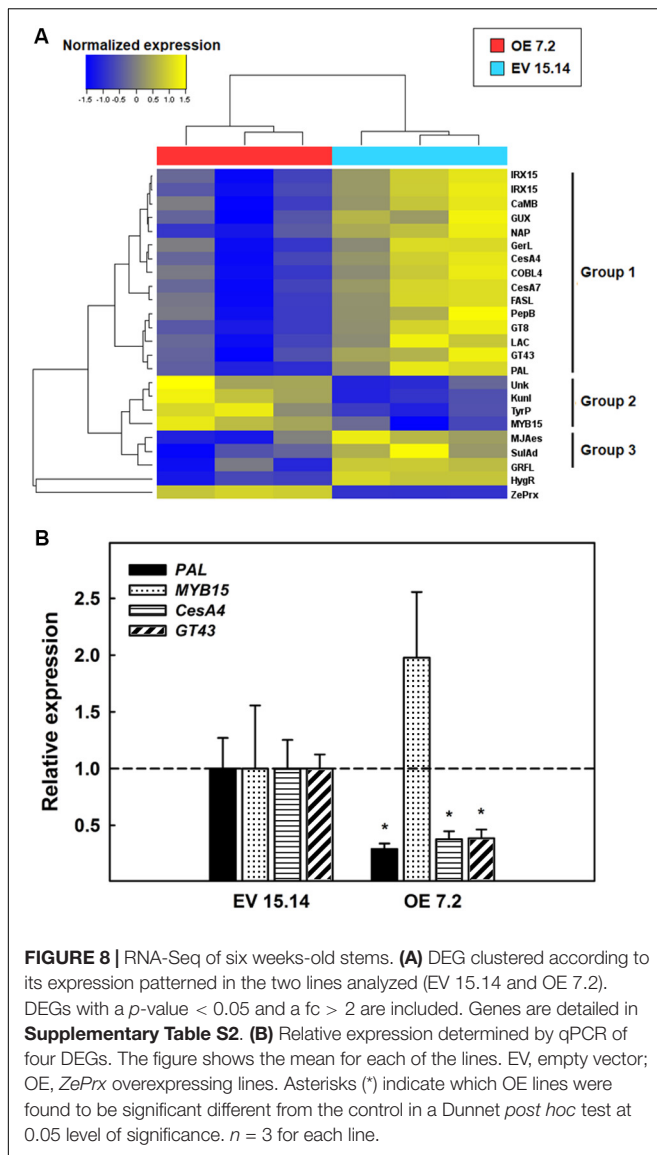 A
Normalized expression
-1.5 -1.0 -0.5 0 0.5 1.0 1.5
OE 7.2
EV 15.14
IRX15
IRX15
CaMB
GUX
NAP
GerL
CesA4
COBL4
CesA7
FASL
PepB
GT8
LAC
GT43
PAL
Unk
KunI
TyrP
MYB15
MJAes
SulAd
GRFL
HygR
ZePrx
Group 1
Group 2
Group 3
B
PAL
MYB15
CesA4
GT43
Relative expression
2.5
2.0
1.5
1.0
0.5
* * *
EV 15.14
OE 7.2
FIGURE 8 | RNA-Seq of six weeks-old stems. (A) DEG clustered according to
its expression patterned in the two lines analyzed (EV 15.14 and OE 7.2).
DEGs with a p-value < 0.05 and a fc > 2 are included. Genes are detailed in
Supplementary Table S2. (B) Relative expression determined by qPCR of
four DEGs. The figure shows the mean for each of the lines. EV, empty vector;
OE, ZePrx overexpressing lines. Asterisks (*) indicate which OE lines were
found to be significant different from the control in a Dunnet post hoc test at
0.05 level of significance. n = 3 for each line.